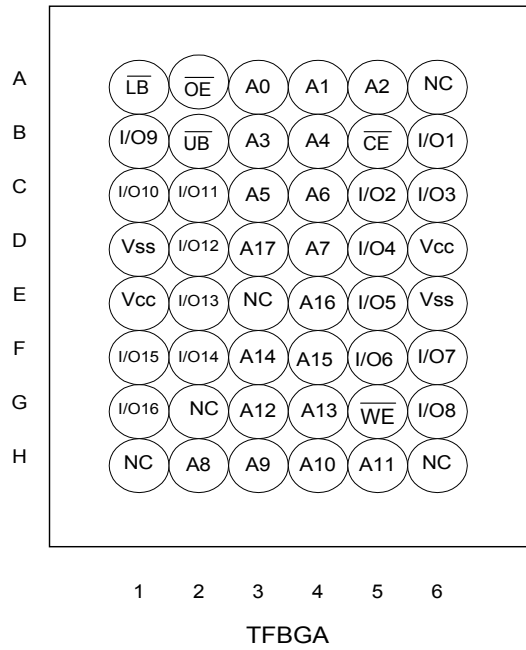 A LB OE A0 A1 A2 NC
B I/O9 UB A3 A4 CE I/O1
C I/O10 I/O11 A5 A6 I/O2 I/O3
D Vss I/O12 A17 A7 I/O4 Vcc
E Vcc I/O13 NC A16 I/O5 Vss
F I/O15 I/O14 A14 A15 I/O6 I/O7
G I/O16 NC A12 A13 WE I/O8
H NC A8 A9 A10 A11 NC
1 2 3 4 5 6
TFBGA